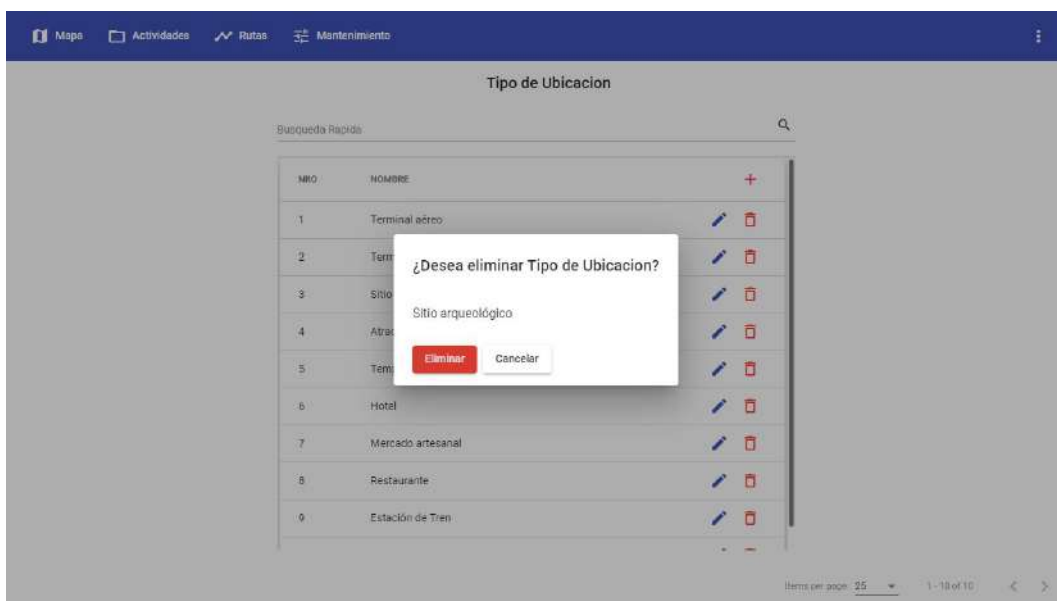 Mapa Actividades Rutas Mantenimiento
Tipo de Ubicacion
Busqueda Rapida
NRO NOMBRE
1 Terminal aéreo
2 Term
3 Sitio
4 Atrac
5
6 Hotel
7 Mercado artesanal
8 Restaurante
9 Estación de Tren
¿Desea eliminar Tipo de Ubicacion?
Sitio arqueológico
Eliminar Cancelar
Items per page: 25 1 - 10 of 10